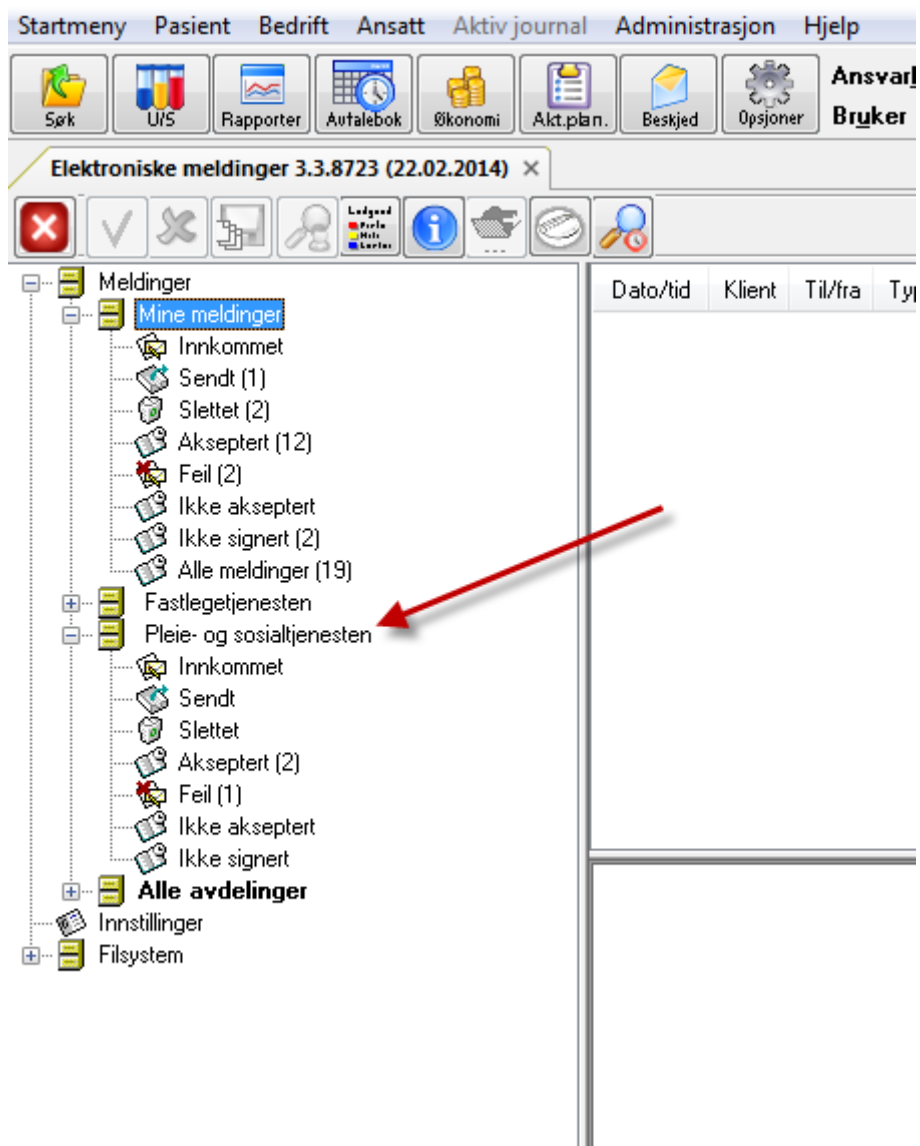 Startmeny Pasient Bedrift Ansatt Aktiv journal Administrasjon Hjelp
Søk U/S Rapporter Avtalebok Økonomi Akt.plan. Beskjed Opsjoner
Ansvarl
Bruker
Elektroniske meldinger 3.3.8723 (22.02.2014)
Meldinger
Dato/tid Klient Til/fra Typ
Mine meldinger
Innkommet
Sendt (1)
Slettet (2)
Akseptert (12)
Feil (2)
Ikke akseptert
Ikke signert (2)
Alle meldinger (19)
Fastlegetjenesten
Pleie- og sosialtjenesten
Innkommet
Sendt
Slettet
Akseptert (2)
Feil (1)
Ikke akseptert
Ikke signert
Alle avdelinger
Innstillinger
Filsystem